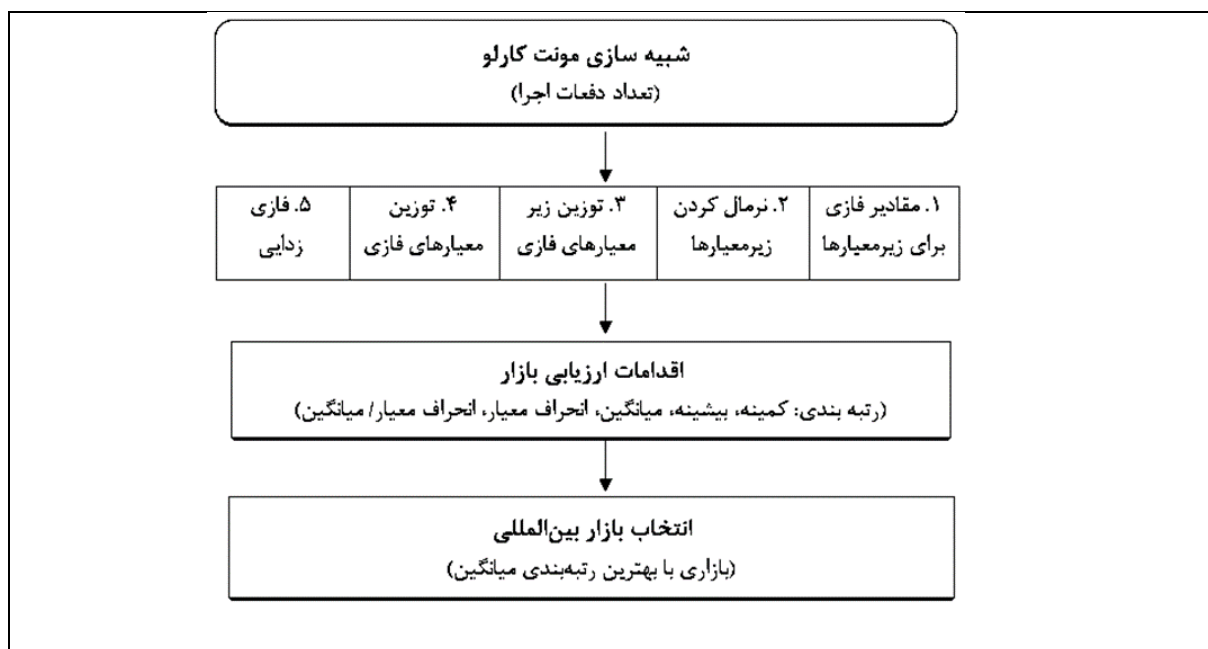 شبیه سازی مونت کارلو
(تعداد دفعات اجرا)
۱. مقادیر فازی
برای زیرمعیارها
۲. نرمال کردن
زیرمعیارها
۳. توزین زیر
معیارهای فازی
۴. توزین
معیارهای فازی
۵. فازی
زدایی
اقدامات ارزیابی بازار
(رتبه بندی: کمینه، بیشینه، میانگین، انحراف معیار، انحراف معیار/ میانگین)
انتخاب بازار بین‌المللی
(بازاری با بهترین رتبه‌بندی میانگین)